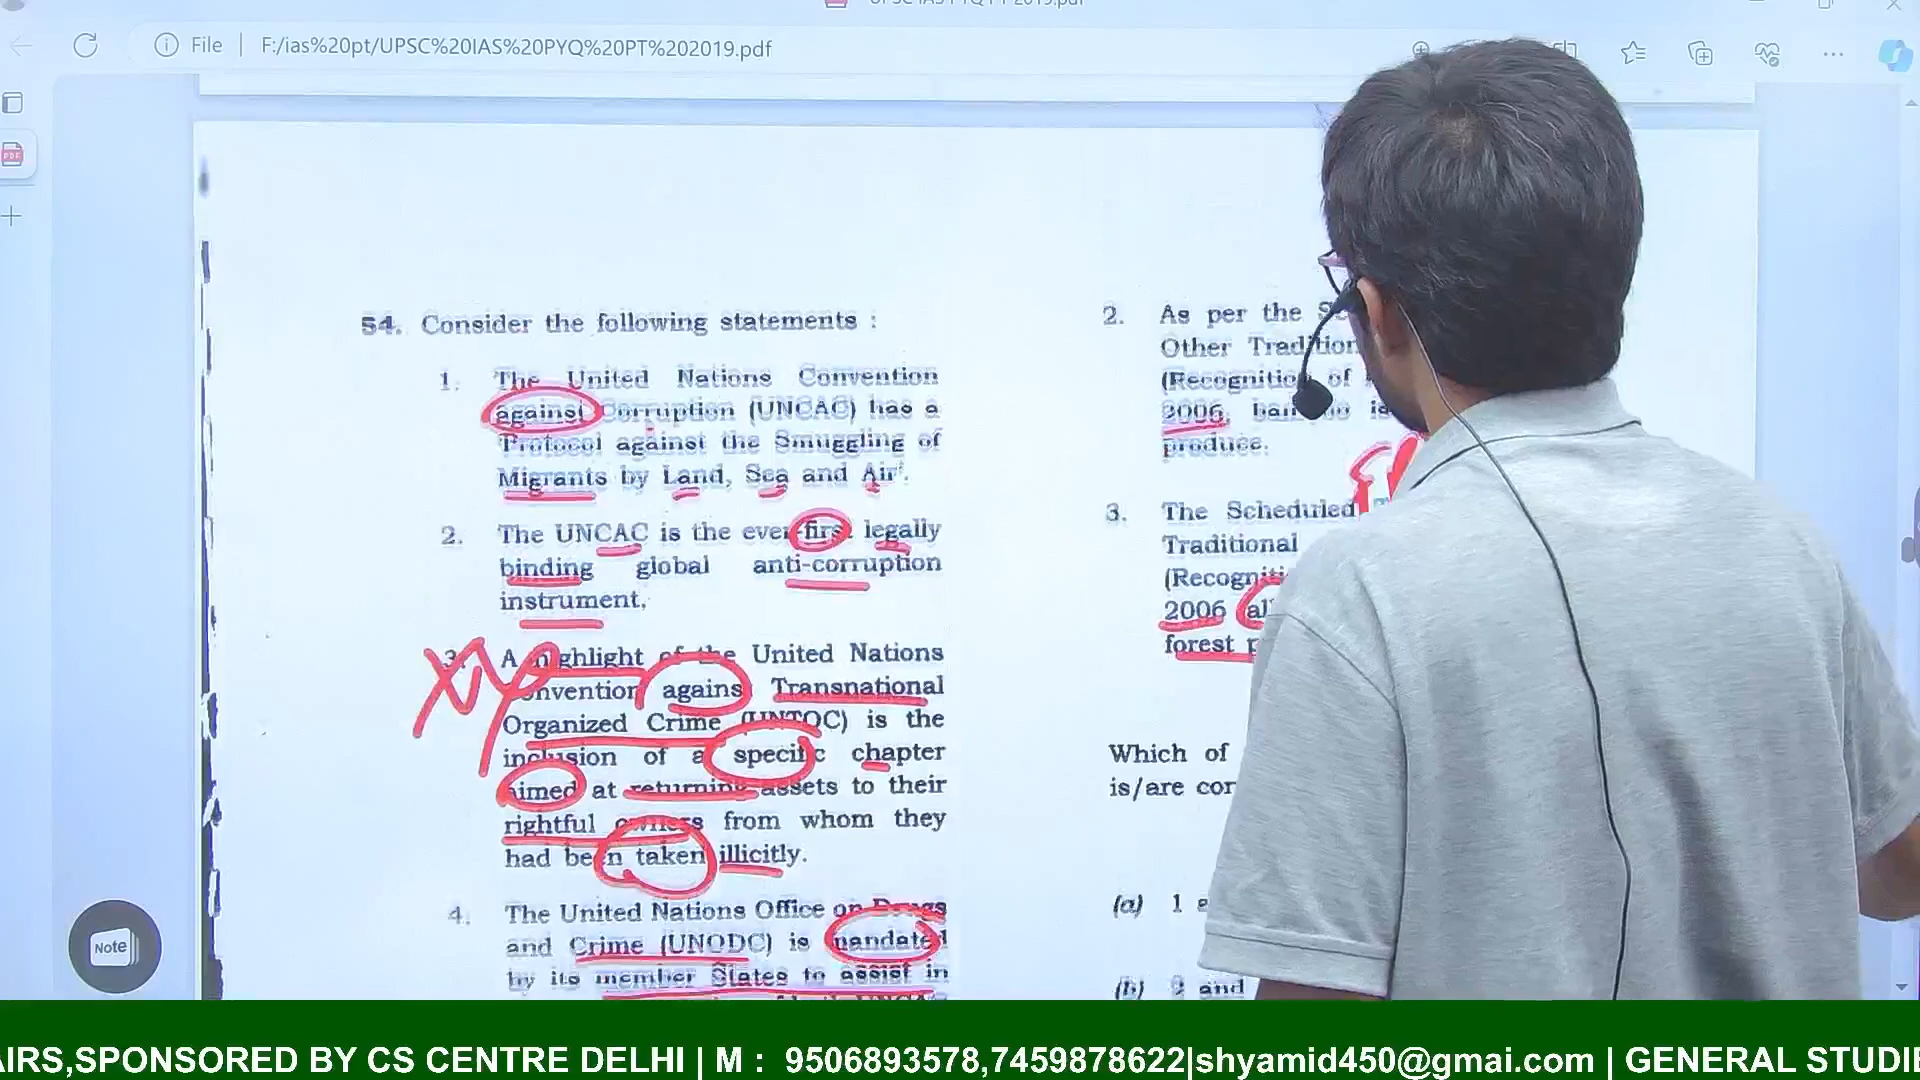 File
F:/ias%20pt/UPSC%20IAS%20PYQ%20PT%202019.pdf
54. Consider the following statements :
1. The United Nations Convention
against Corruption (UNCAC) has a
'Protocol against the Smuggling of
Migrants by Land, Sea and Air'.
2. The UNCAC is the ever-first legally
binding global anti-corruption
instrument.
3. A highlight of the United Nations
Convention against Transnational
Organized Crime (UNTOC) is the
inclusion of a specific chapter
aimed at returning assets to their
rightful owners from whom they
had been taken illicitly.
4. The United Nations Office on Drugs
and Crime (UNODC) is mandated
by its member States to assist in
2. As per the
Other Tradition
(Recognition of
2006, bamboo is
produce.
3. The Scheduled
Traditional
(Recogniti
2006 all
forest p
Which of
is/are cor
(a) 1
(b) 2 and
Note
AIRS,SPONSORED BY CS CENTRE DELHI | M : 9506893578,7459878622|shyamid450@gmai.com | GENERAL STUDIE